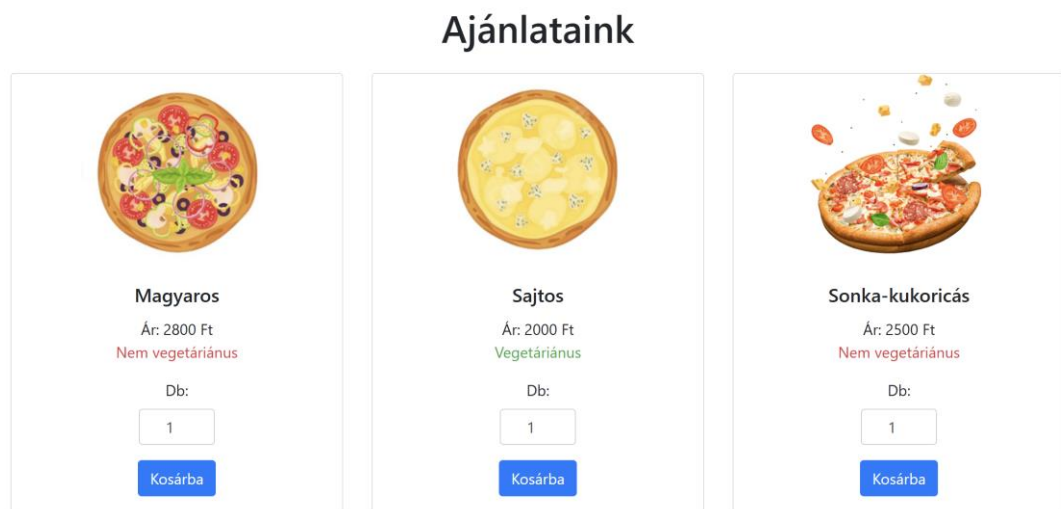 Ajánlataink
Magyaros
Ár: 2800 Ft
Nem vegetáriánus
Db:
1
Kosárba
Sajtos
Ár: 2000 Ft
Vegetáriánus
Db:
1
Kosárba
Sonka-kukoricás
Ár: 2500 Ft
Nem vegetáriánus
Db:
1
Kosárba